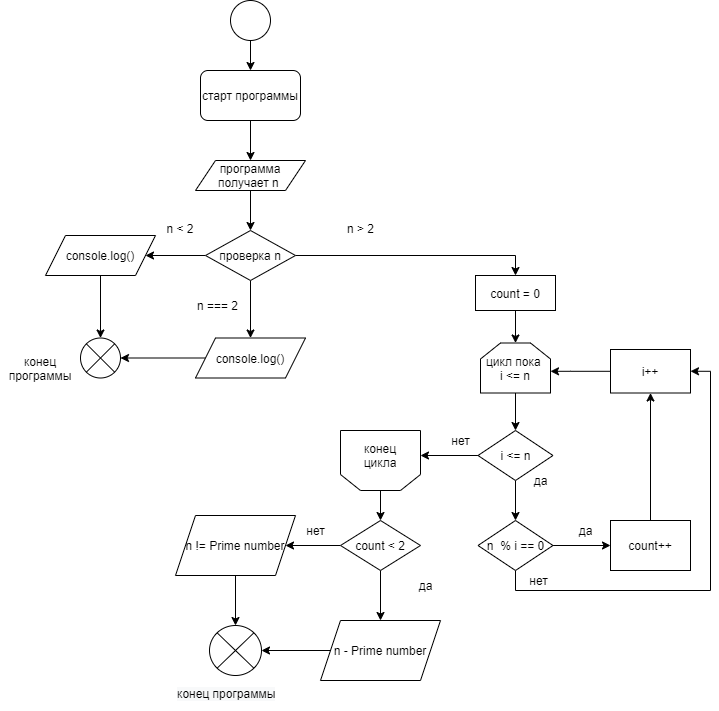 старт программы
программа
получает n
n < 2
n > 2
console.log()
проверка n
n === 2
count = 0
console.log()
конец
программы
цикл пока
i <= n
i++
конец
цикла
нет
i <= n
да
n != Prime number
нет
count < 2
n % i == 0
да
count++
да
нет
n - Prime number
конец программы